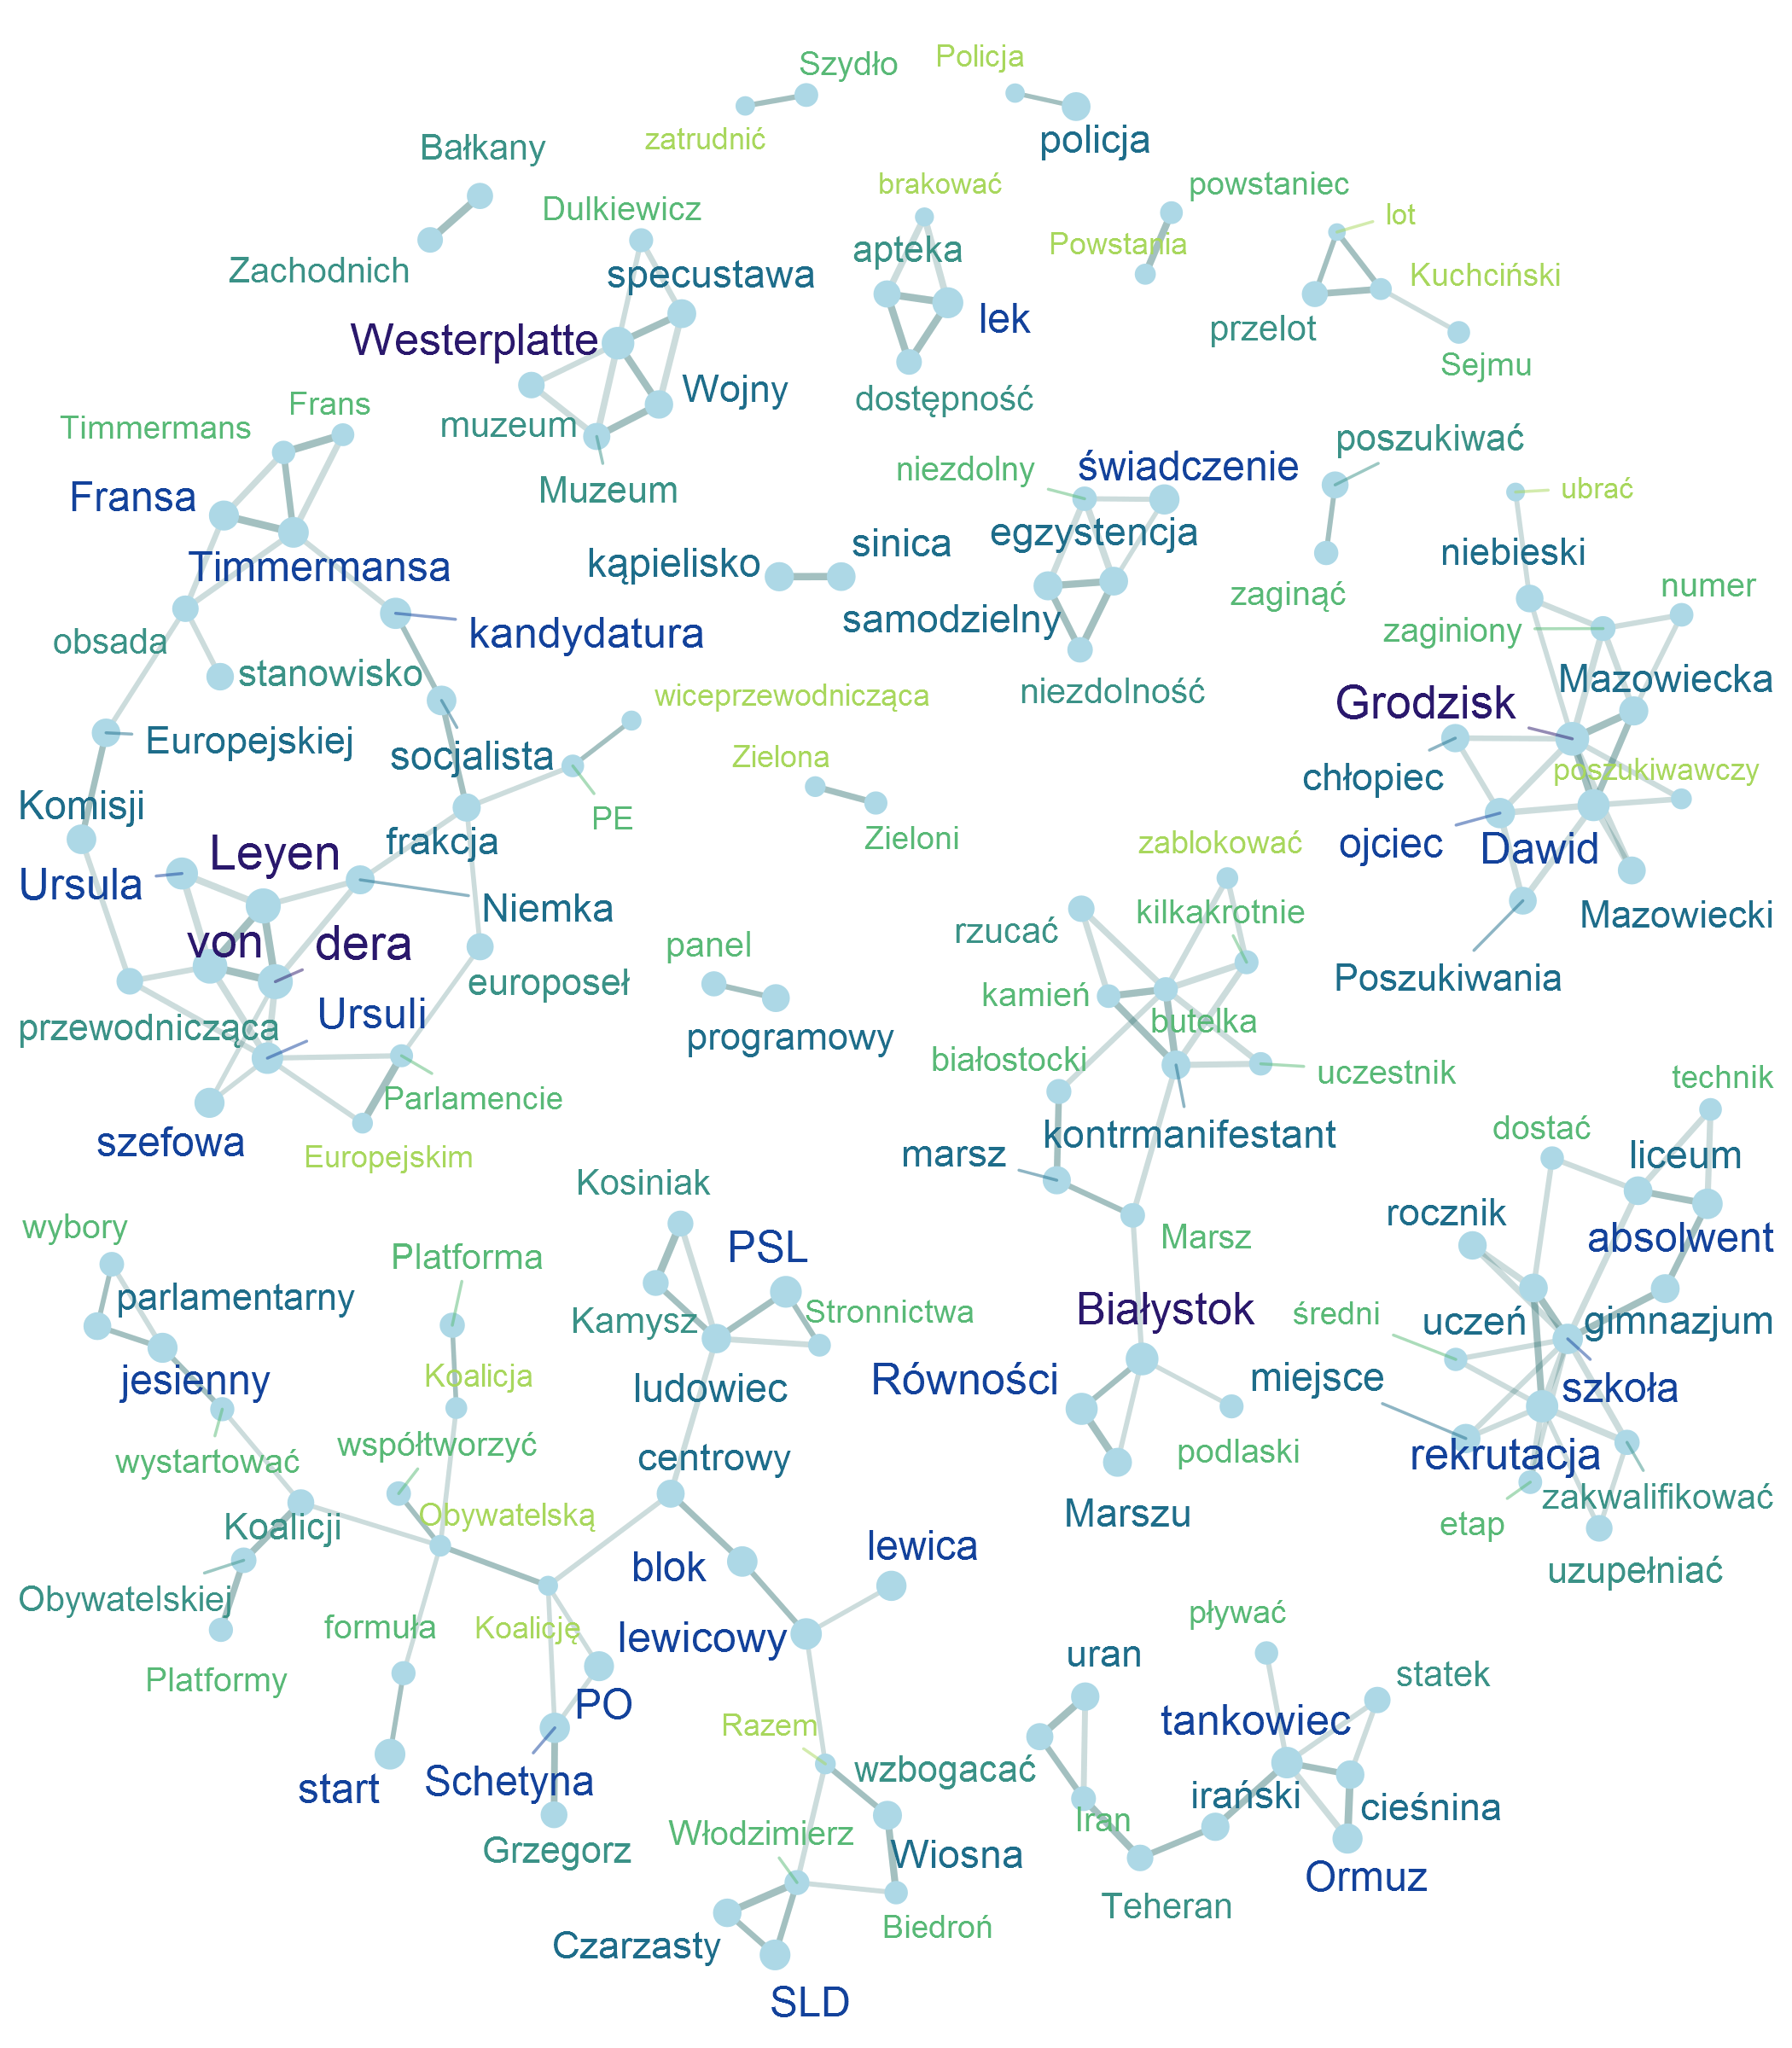 Szydło
Policja
zatrudnić
policja
Bałkany
Zachodnich
Dulkiewicz
specustawa
Westerplatte
Wojny
muzeum
Muzeum
brakować
apteka
lek
dostępność
powstaniec
Powstania
lot
Kuchciński
przelot
Sejmu
Frans
Timmermans
Fransa
Timmermansa
kandydatura
obsada
stanowisko
Europejskiej
socjalista
Komisji
frakcja
wiceprzewodnicząca
PE
Leyen
Ursula
Niemka
von
dera
europoseł
Ursuli
przewodnicząca
Parlamencie
szefowa
Europejskim
kąpielisko
sinica
niezdolny
świadczenie
egzystencja
samodzielny
niezdolność
poszukiwać
zaginąć
ubrać
niebieski
numer
zaginiony
Mazowiecka
Grodzisk
chłopiec
poszukiwawczy
ojciec
Dawid
Mazowiecki
Poszukiwania
Zielona
Zieloni
panel
programowy
zablokować
rzucać
kilkakrotnie
kamień
butelka
białostocki
uczestnik
kontrmanifestant
marsz
Marsz
Białystok
Równości
podlaski
Marszu
technik
dostać
liceum
rocznik
absolwent
średni
uczeń
gimnazjum
miejsce
szkoła
rekrutacja
zakwalifikować
etap
uzupełniać
wybory
parlamentarny
jesienny
wystartować
Platforma
Koalicja
współtworzyć
Obywatelską
Koalicji
Obywatelskiej
Platformy
formuła
Koalicję
start
PO
Schetyna
Grzegorz
Kosiniak
PSL
Kamysz
Stronnictwa
ludowiec
centrowy
blok
lewica
lewicowy
Razem
Włodzimierz
Wiosna
Biedroń
Czarzasty
SLD
uran
wzbogacać
Iran
Teheran
pływać
statek
tankowiec
irański
cieśnina
Ormuz